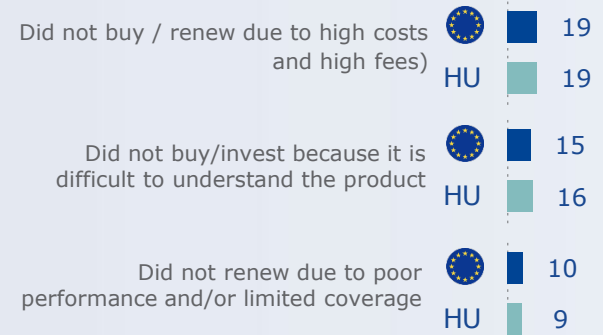 Did not buy / renew due to high costs
and high fees)
19
HU 19
Did not buy/invest because it is
difficult to understand the product
15
HU 16
Did not renew due to poor
performance and/or limited coverage
10
HU 9